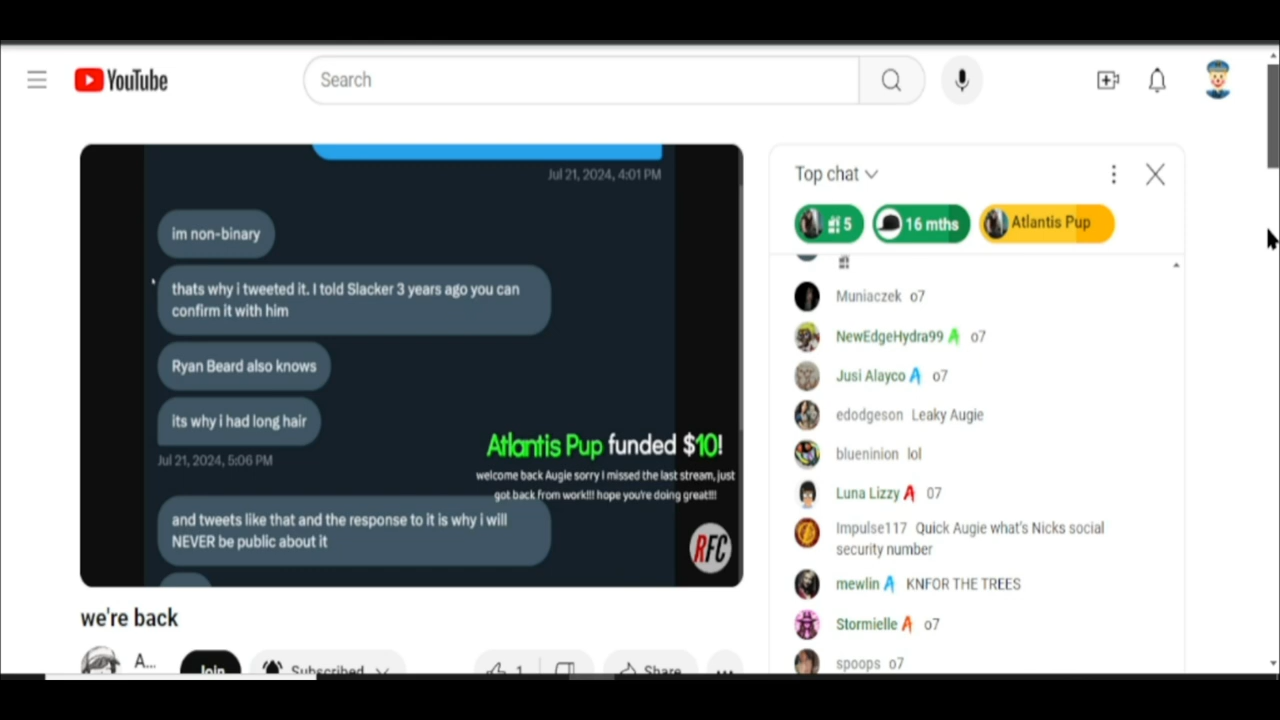 YouTube
Search
Jul 21, 2024, 4:01 PM
im non-binary
thats why i tweeted it. I told Slacker 3 years ago you can
confirm it with him
Ryan Beard also knows
its why i had long hair
Jul 21, 2024, 5:06 PM
Atlantis Pup funded $10!
welcome back Augie sorry I missed the last stream, just
got back from work!!! hope you're doing great!!!
and tweets like that and the response to it is why i will
NEVER be public about it
RFC
we're back
A...
Join
Subscribed
1
Share
Top chat
5
16 mths
Atlantis Pup
Muniaczek o7
NewEdgeHydra99 o7
Jusi Alayco o7
edodgeson Leaky Augie
blueninion lol
Luna Lizzy 07
Impulse117 Quick Augie what's Nicks social
security number
mewlin KNFOR THE TREES
Stormielle o7
spoops o7